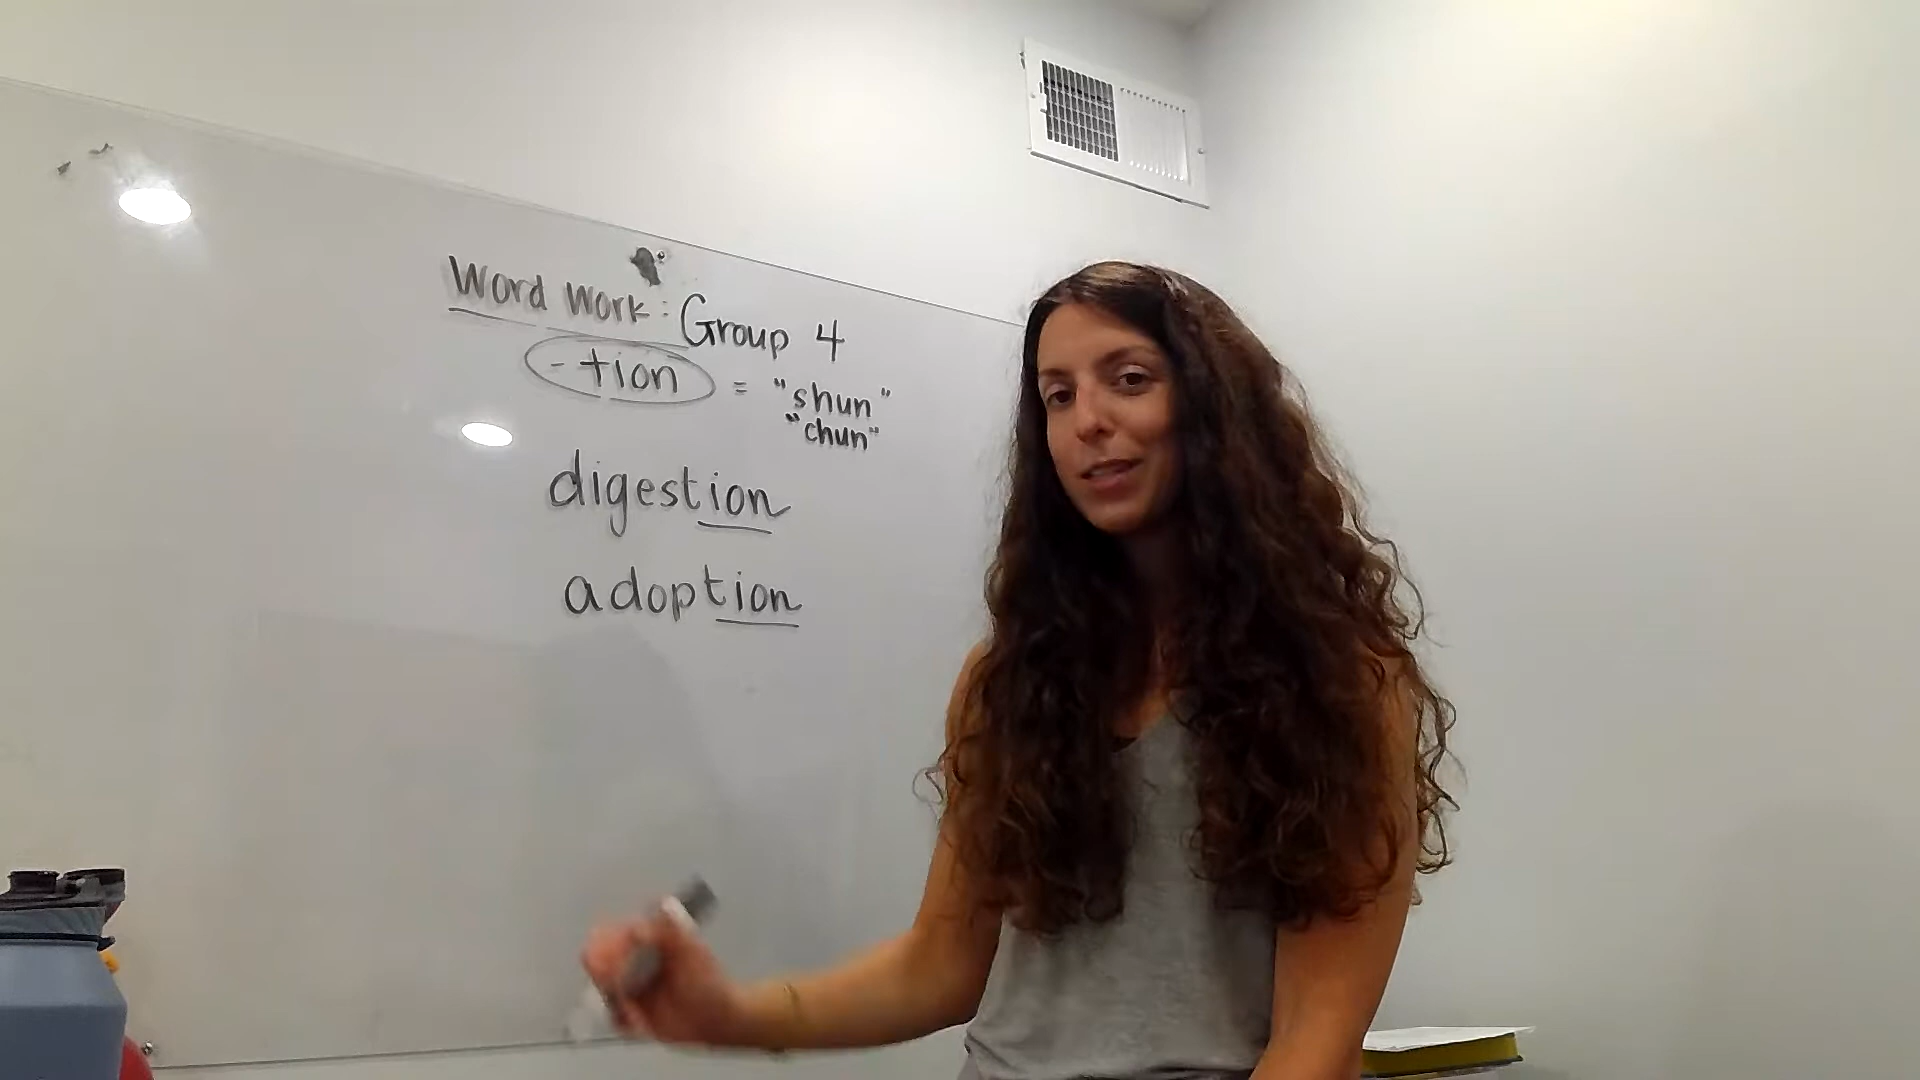 Word Work: Group 4
-tion = "shun"
"chun"
digestion
adoption